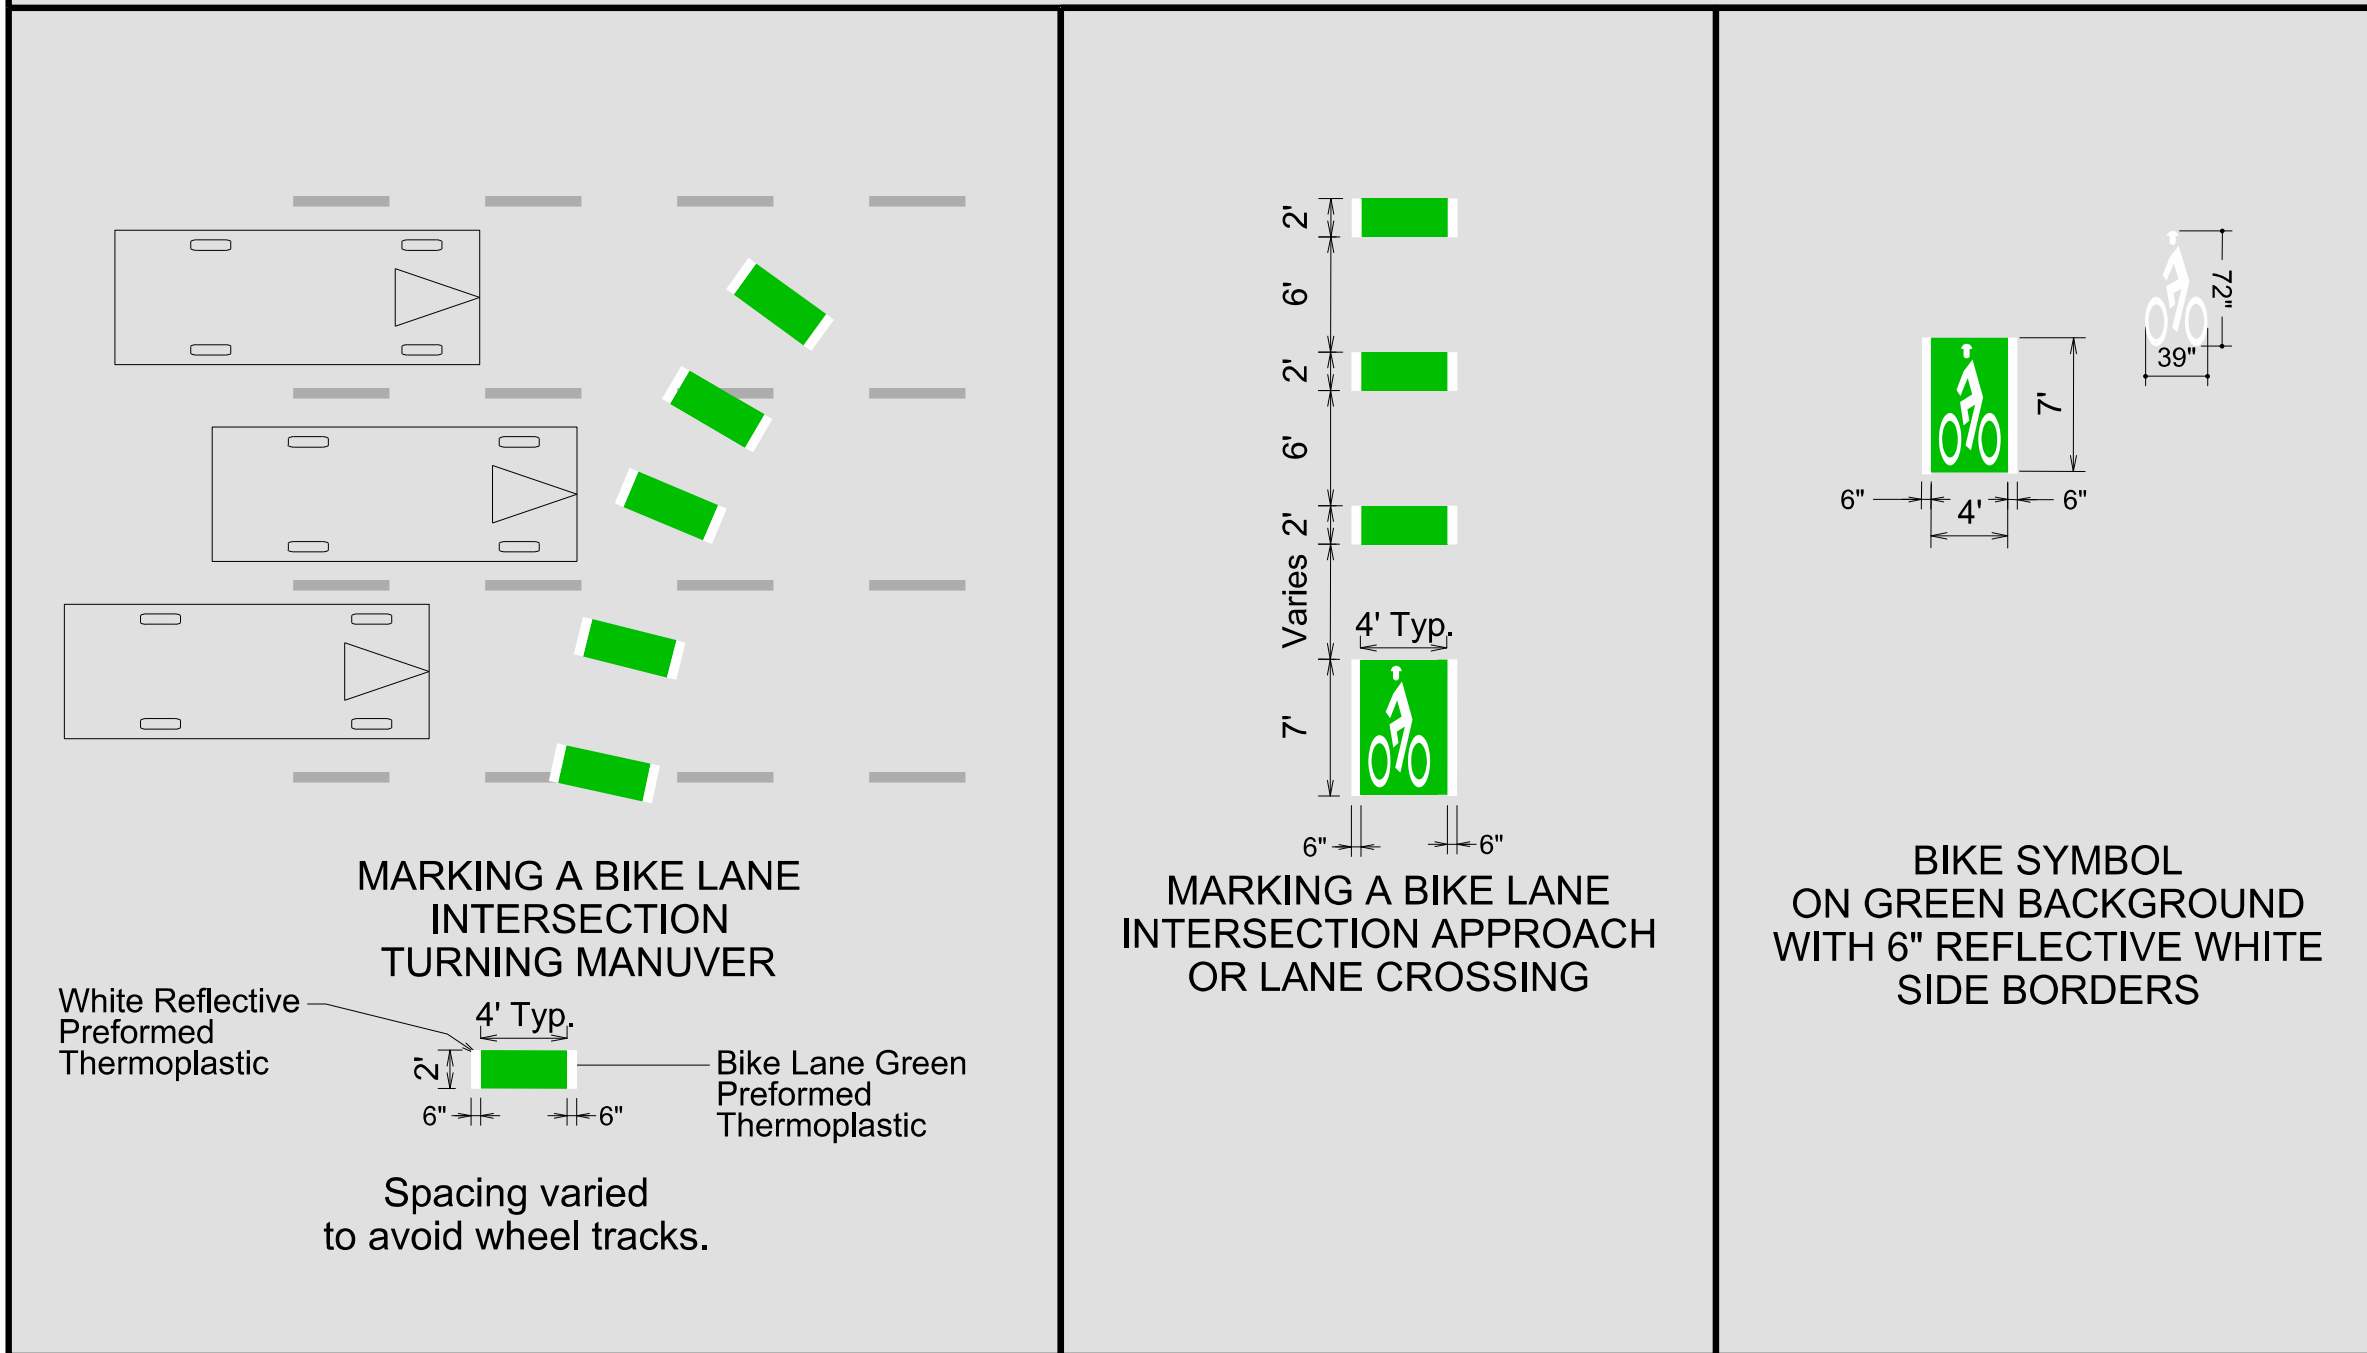 MARKING A BIKE LANE
INTERSECTION
TURNING MANUVER
White Reflective
Preformed
Thermoplastic
4' Typ.
2'
6"
6"
Bike Lane Green
Preformed
Thermoplastic
Spacing varied
to avoid wheel tracks.
2'
6'
2'
6'
2'
Varies
4' Typ.
7'
6"
6"
MARKING A BIKE LANE
INTERSECTION APPROACH
OR LANE CROSSING
72"
39"
7'
6"
4'
6"
BIKE SYMBOL
ON GREEN BACKGROUND
WITH 6" REFLECTIVE WHITE
SIDE BORDERS